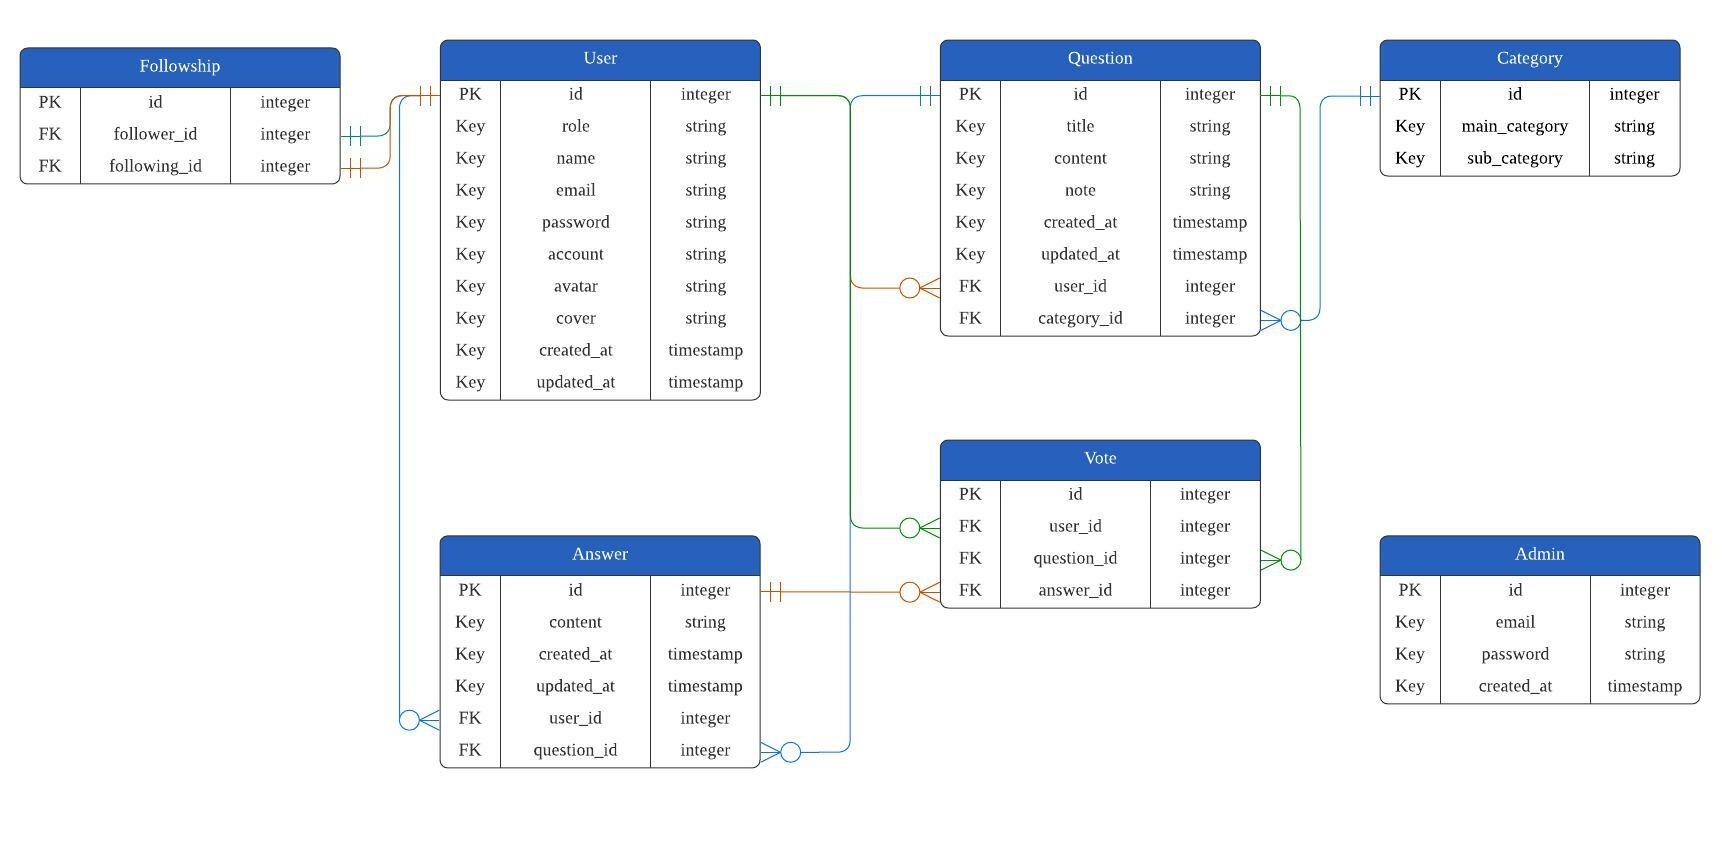 Followship
PK id integer
FK follower_id integer
FK following_id integer
User
PK id integer
Key role string
Key name string
Key email string
Key password string
Key account string
Key avatar string
Key cover string
Key created_at timestamp
Key updated_at timestamp
Question
PK id integer
Key title string
Key content string
Key note string
Key created_at timestamp
Key updated_at timestamp
FK user_id integer
FK category_id integer
Category
PK id integer
Key main_category string
Key sub_category string
Answer
PK id integer
Key content string
Key created_at timestamp
Key updated_at timestamp
FK user_id integer
FK question_id integer
Vote
PK id integer
FK user_id integer
FK question_id integer
FK answer_id integer
Admin
PK id integer
Key email string
Key password string
Key created_at timestamp